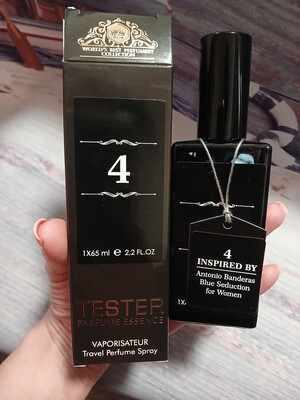 WORLD'S BEST PERFUMERY
COLLECTION
4
1X65 ml e 2,2 FL.OZ
TESTER
PARFUME ESSENCE
VAPORISATEUR
Travel Perfume Spray
4
INSPIRED BY
Antonio Banderas
Blue Seduction
for Women